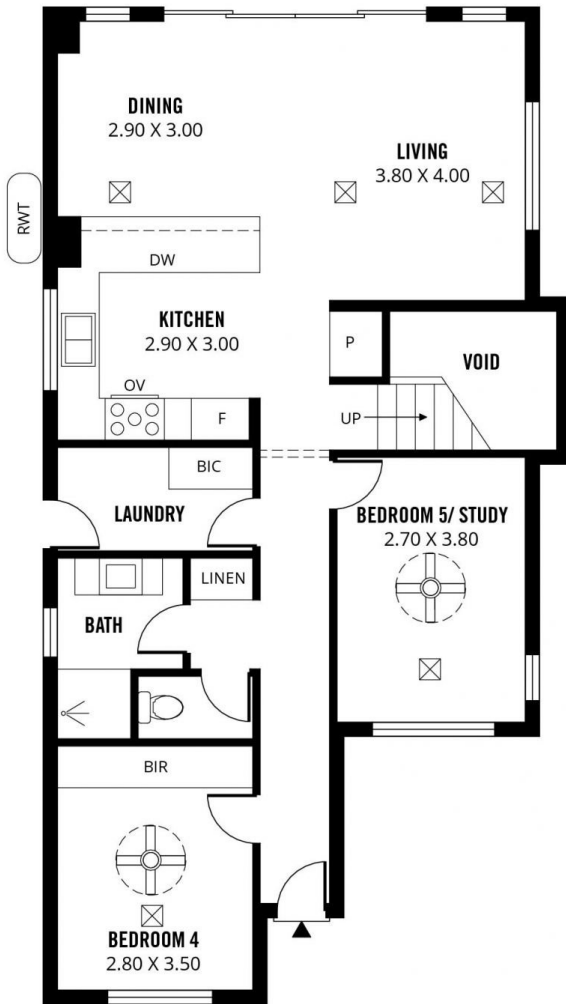 DINING
2.90 X 3.00
LIVING
3.80 X 4.00
RWT
DW
KITCHEN
2.90 X 3.00
P
VOID
OV
F
UP
BIC
LAUNDRY
BEDROOM 5/ STUDY
2.70 X 3.80
LINEN
BATH
BIR
BEDROOM 4
2.80 X 3.50